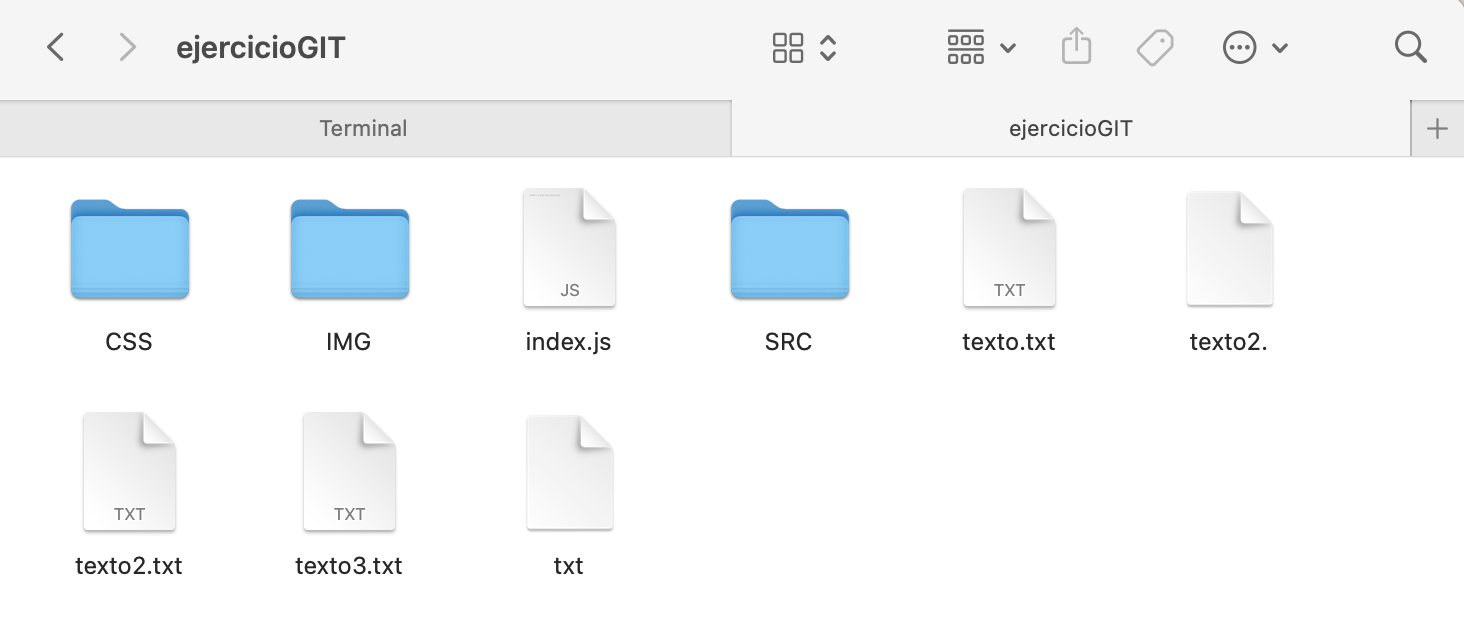 ejercicioGIT
Terminal
ejercicioGIT
JS
TXT
CSS
IMG
index.js
SRC
texto.txt
texto2.
TXT
TXT
texto2.txt
texto3.txt
txt